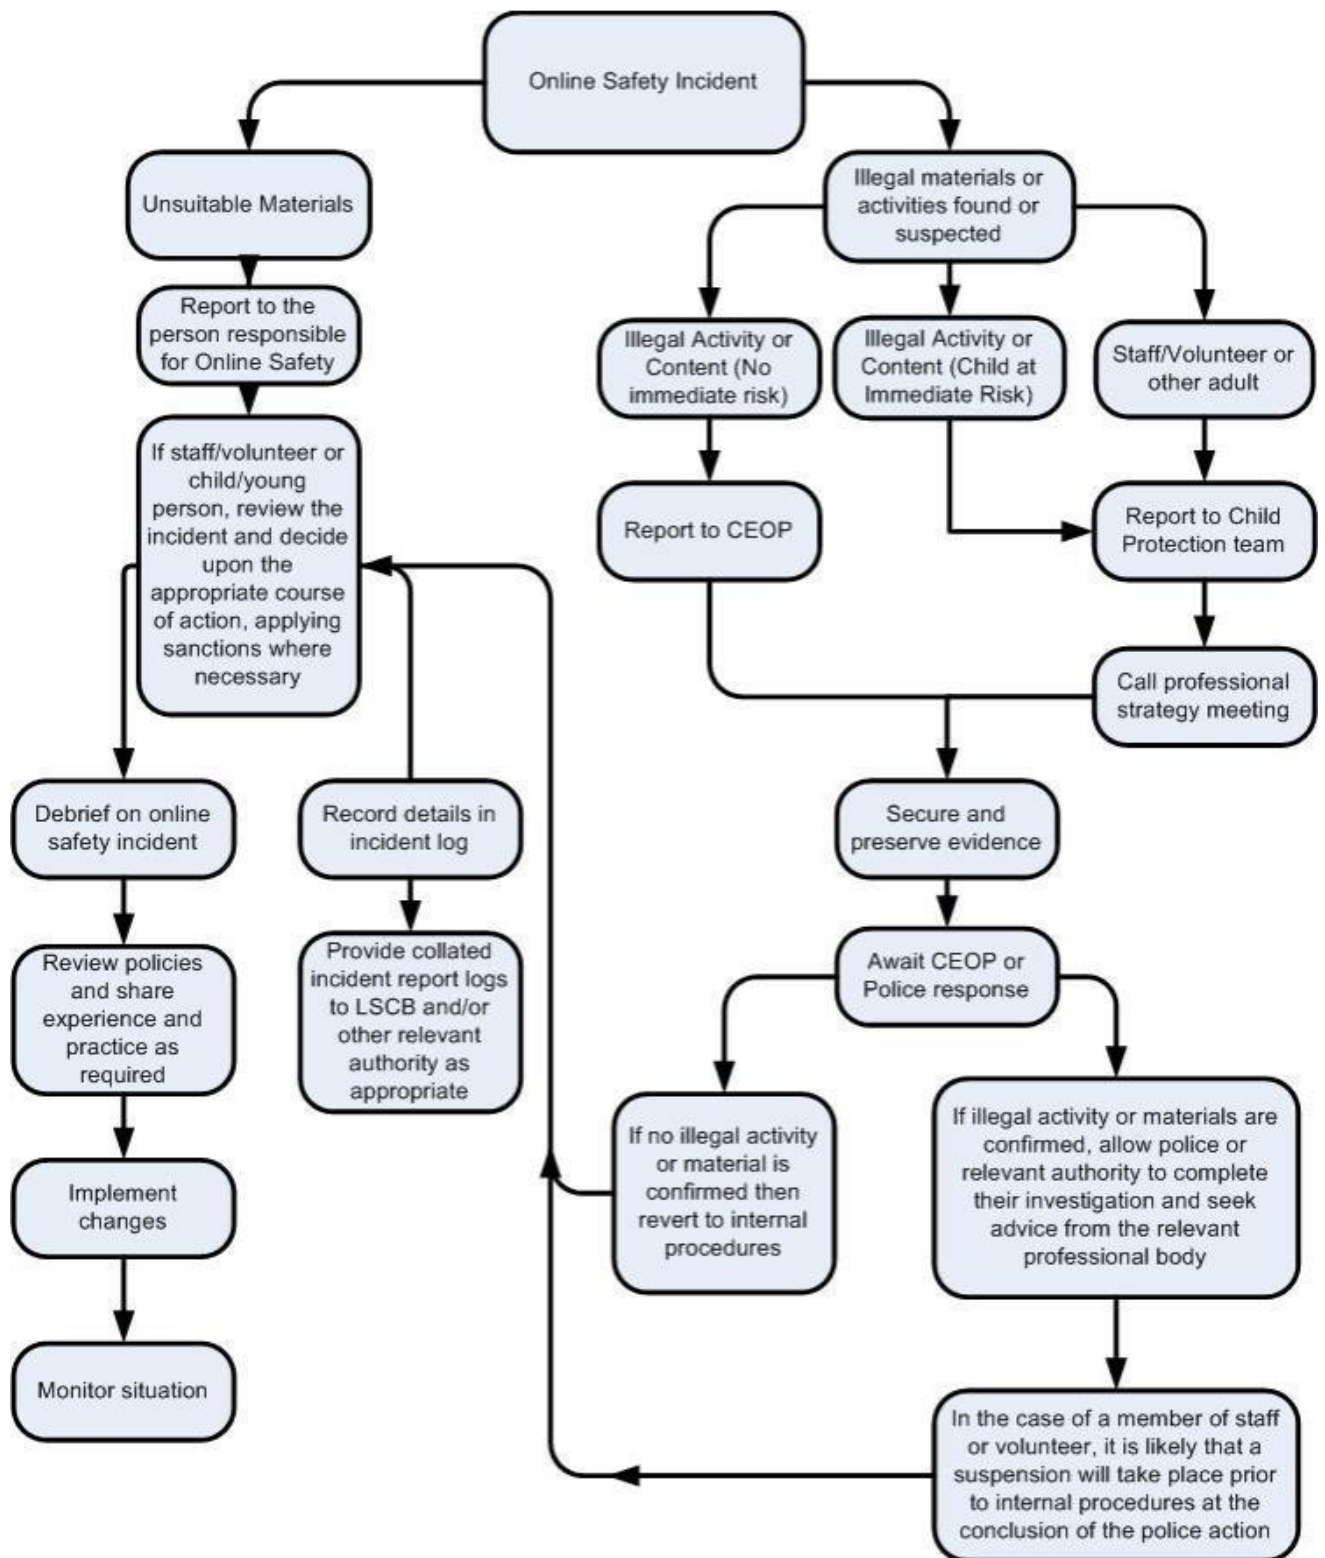 Online Safety Incident
Unsuitable Materials
Illegal materials or
activities found or
suspected
Report to the
person responsible
for Online Safety
Illegal Activity or
Content (No
immediate risk)
Illegal Activity or
Content (Child at
Immediate Risk)
Staff/Volunteer or
other adult
If staff/volunteer or
child/young
person, review the
incident and decide
upon the
appropriate course
of action, applying
sanctions where
necessary
Report to CEOP
Report to Child
Protection team
Call professional
strategy meeting
Debrief on online
safety incident
Record details in
incident log
Secure and
preserve evidence
Review policies
and share
experience and
practice as
required
Provide collated
incident report logs
to LSCB and/or
other relevant
authority as
appropriate
Await CEOP or
Police response
If no illegal activity
or material is
confirmed then
revert to internal
procedures
If illegal activity or materials are
confirmed, allow police or
relevant authority to complete
their investigation and seek
advice from the relevant
professional body
Implement
changes
Monitor situation
In the case of a member of staff
or volunteer, it is likely that a
suspension will take place prior
to internal procedures at the
conclusion of the police action